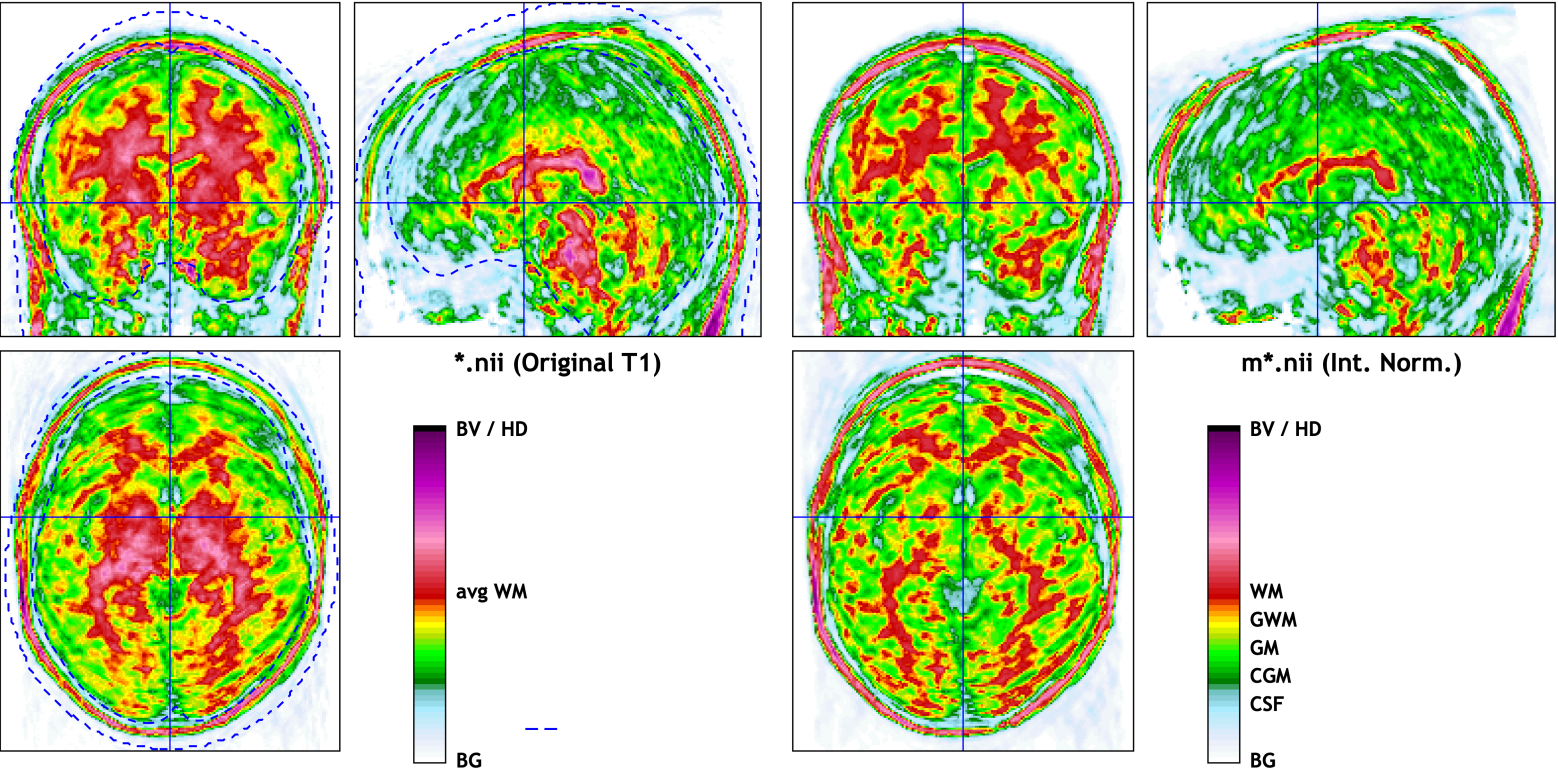 *.nii (Original T1)
BV / HD
avg WM
BG
m*.nii (Int. Norm.)
BV / HD
WM
GWM
GM
CGM
CSF
BG